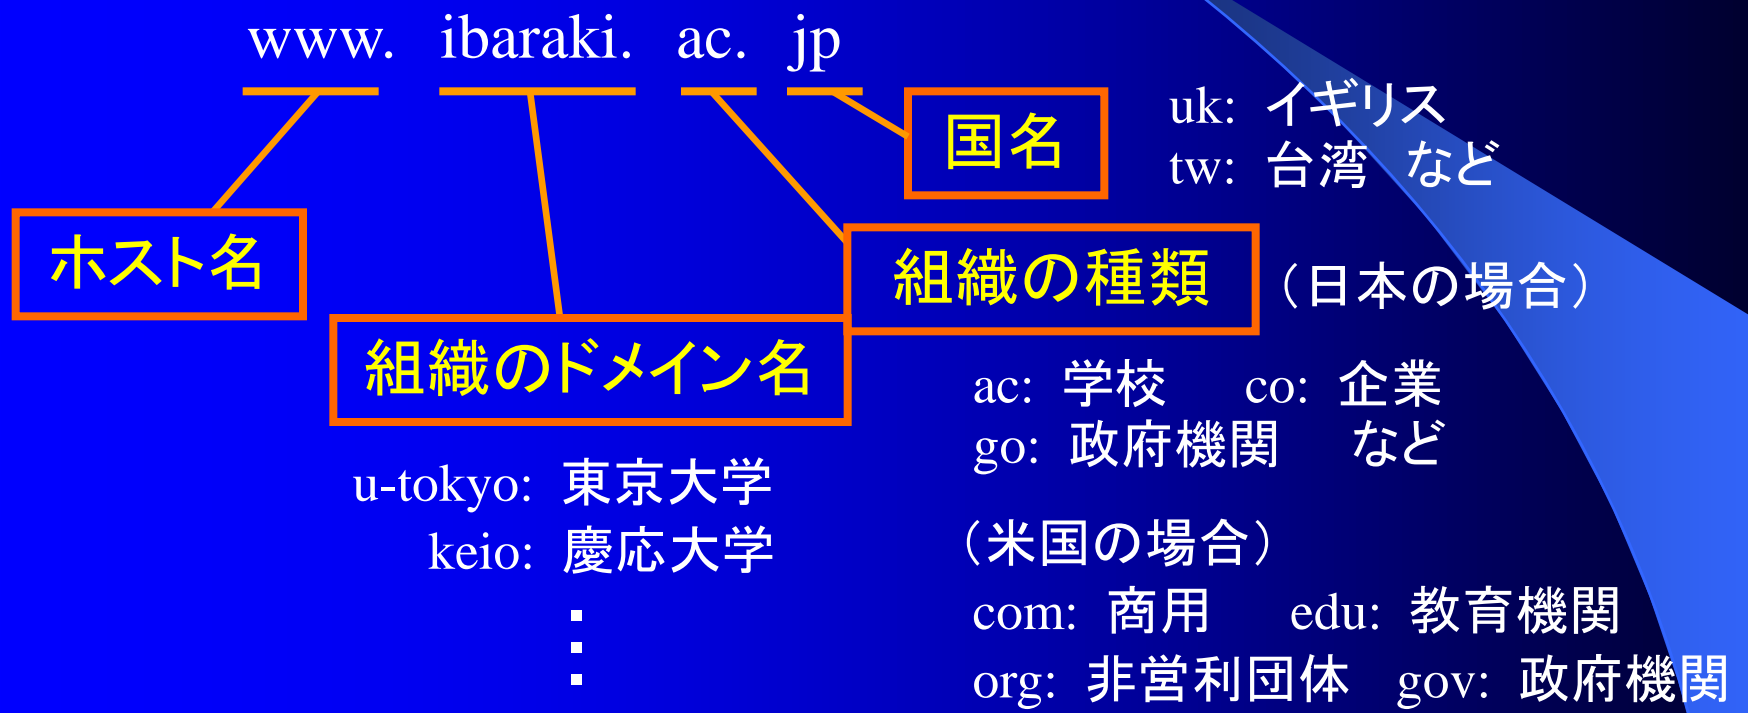 www. ibaraki. ac. jp
国名
uk: イギリス
tw: 台湾 など
ホスト名
組織の種類
（日本の場合）
組織のドメイン名
ac: 学校 co: 企業
go: 政府機関 など
u-tokyo: 東京大学
keio: 慶応大学
（米国の場合）
com: 商用 edu: 教育機関
org: 非営利団体 gov: 政府機関